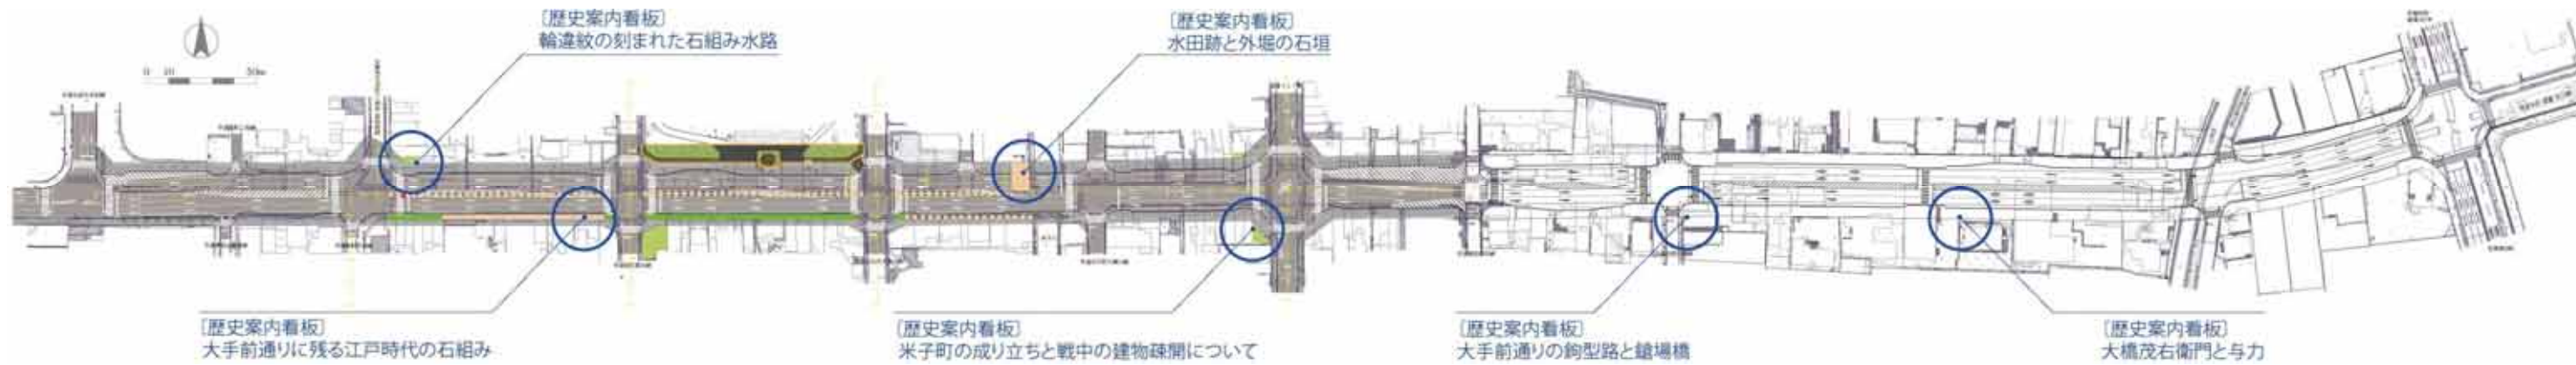 〔歴史案内看板〕
輪違紋の刻まれた石組み水路
〔歴史案内看板〕
水田跡と外堀の石垣
0 10 50m
〔歴史案内看板〕
大手前通りに残る江戸時代の石組み
〔歴史案内看板〕
米子町の成り立ちと戦中の建物疎開について
〔歴史案内看板〕
大手前通りの鉤型路と鎗場橋
〔歴史案内看板〕
大橋茂右衛門と与力